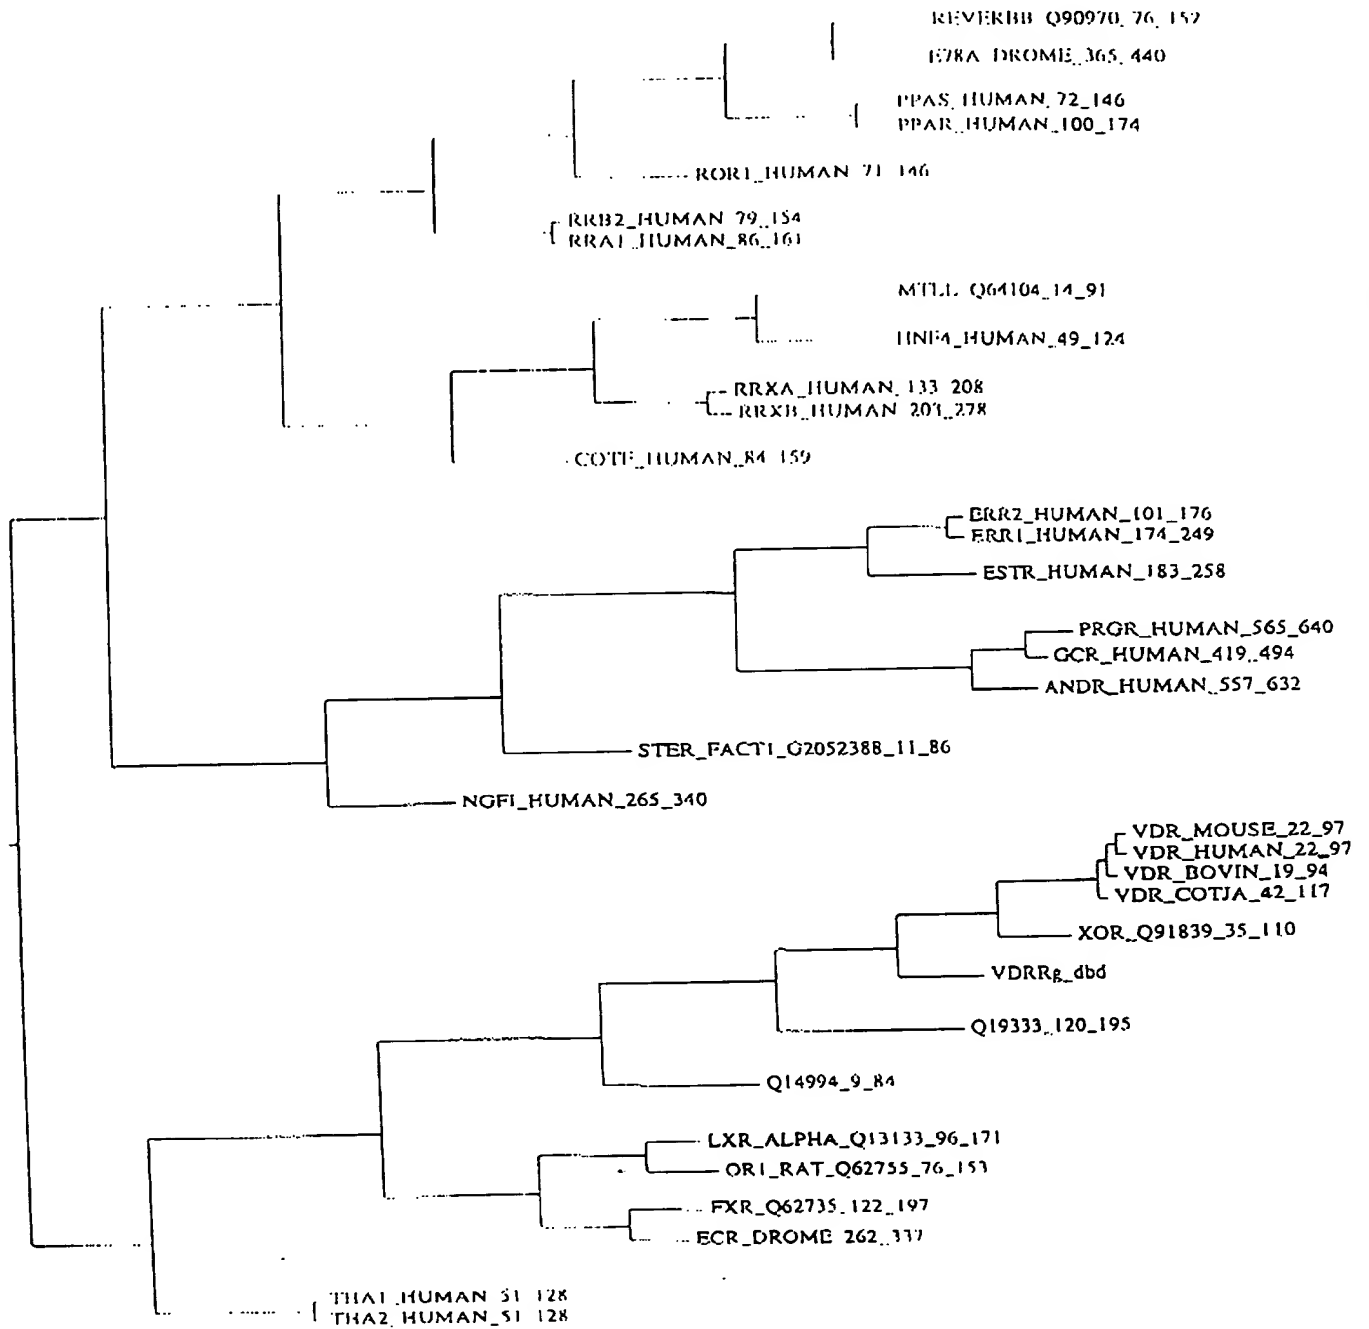 REVERBB_Q90970_76_152
E78A_DROME_365_440
PPAS_HUMAN_72_146
PPAR_HUMAN_100_174
ROR1_HUMAN_71_146
RRB2_HUMAN_79_154
RRA1_HUMAN_86_161
MTLL_Q64104_14_91
HNF4_HUMAN_49_124
RRXA_HUMAN_133_208
RRXB_HUMAN_203_278
COTF_HUMAN_84_159
ERR2_HUMAN_101_176
ERR1_HUMAN_174_249
ESTR_HUMAN_183_258
PRGR_HUMAN_565_640
GCR_HUMAN_419_494
ANDR_HUMAN_557_632
STER_FACT1_G2052388_11_86
NGFI_HUMAN_265_340
VDR_MOUSE_22_97
VDR_HUMAN_22_97
VDR_BOVIN_19_94
VDR_COTJA_42_117
XOR_Q91839_35_110
VDRRg_dbd
Q19333_120_195
Q14994_9_84
LXR_ALPHA_Q13133_96_171
OR1_RAT_Q62755_76_153
FXR_Q62735_122_197
ECR_DROME_262_337
THA1_HUMAN_51_128
THA2_HUMAN_51_128